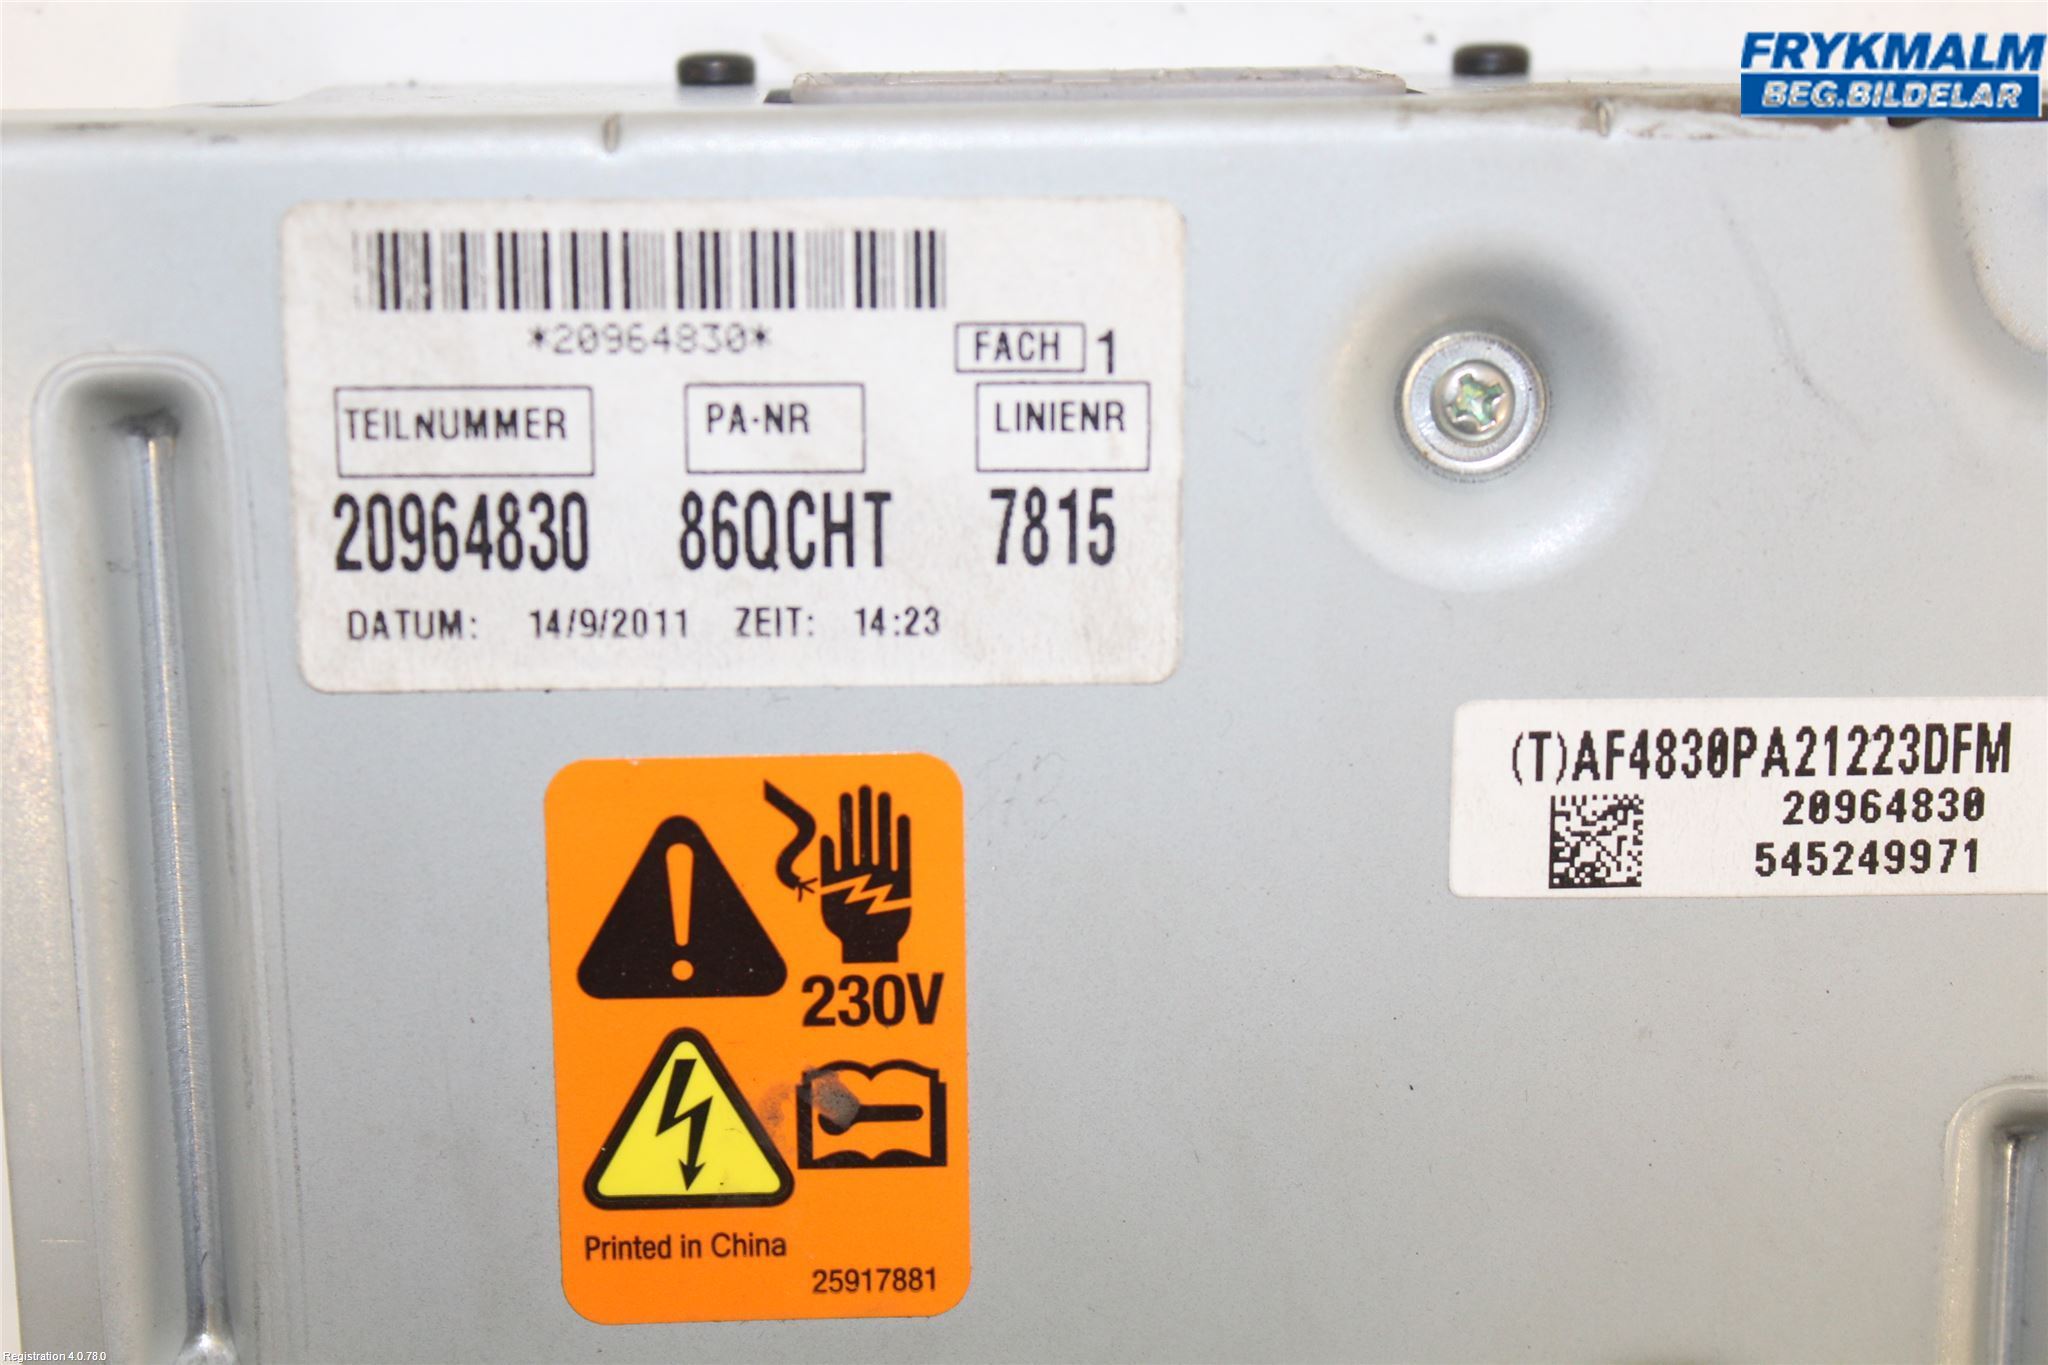 FRYKMALM
BEG.BILDELAR
*20964830*
FACH 1
TEILNUMMER PA-NR LINIENR
20964830 86QCHT 7815
DATUM: 14/9/2011 ZEIT: 14:23
(T)AF4830PA21223DFM
20964830
545249971
230V
Printed in China
25917881
Registration 4.0.78.0